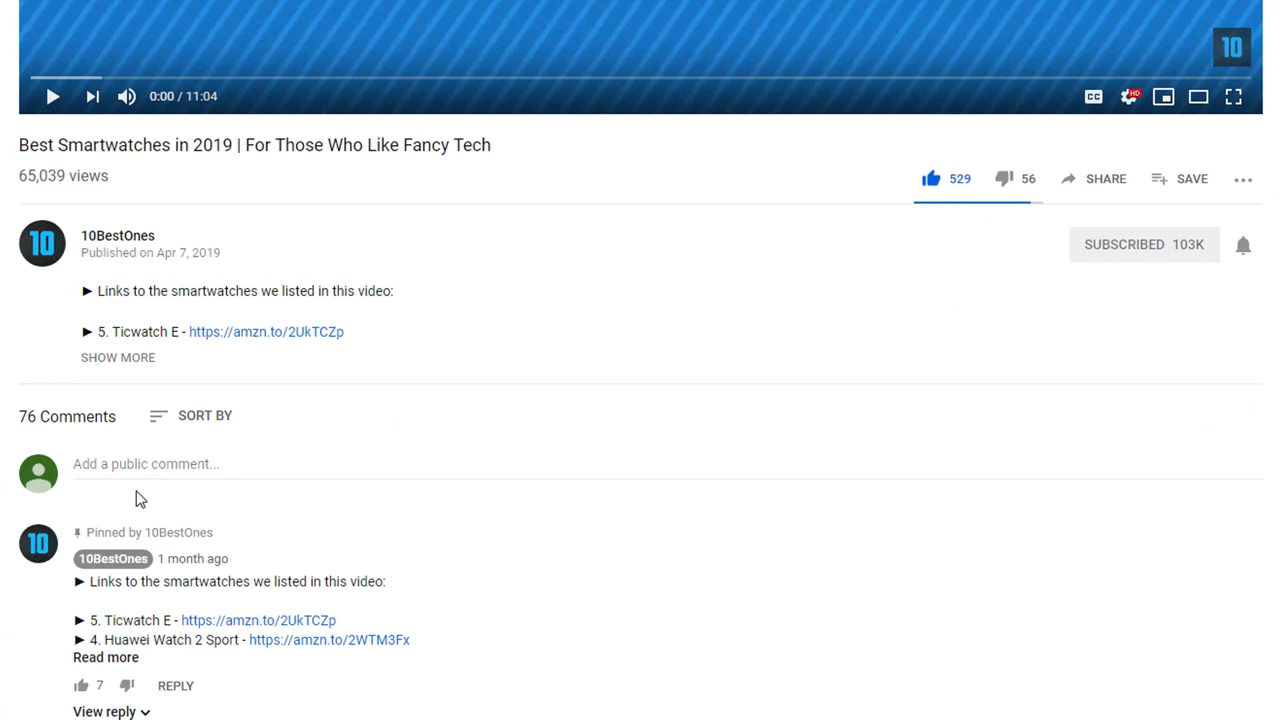 10
0:00 / 11:04
CC
HD
Best Smartwatches in 2019 | For Those Who Like Fancy Tech
65,039 views
529
56
SHARE
SAVE
10
10BestOnes
Published on Apr 7, 2019
SUBSCRIBED 103K
► Links to the smartwatches we listed in this video:
► 5. Ticwatch E - https://amzn.to/2UkTCZp
SHOW MORE
76 Comments
SORT BY
Add a public comment...
10
Pinned by 10BestOnes
10BestOnes 1 month ago
► Links to the smartwatches we listed in this video:
► 5. Ticwatch E - https://amzn.to/2UkTCZp
► 4. Huawei Watch 2 Sport - https://amzn.to/2WTM3Fx
Read more
7
REPLY
View reply